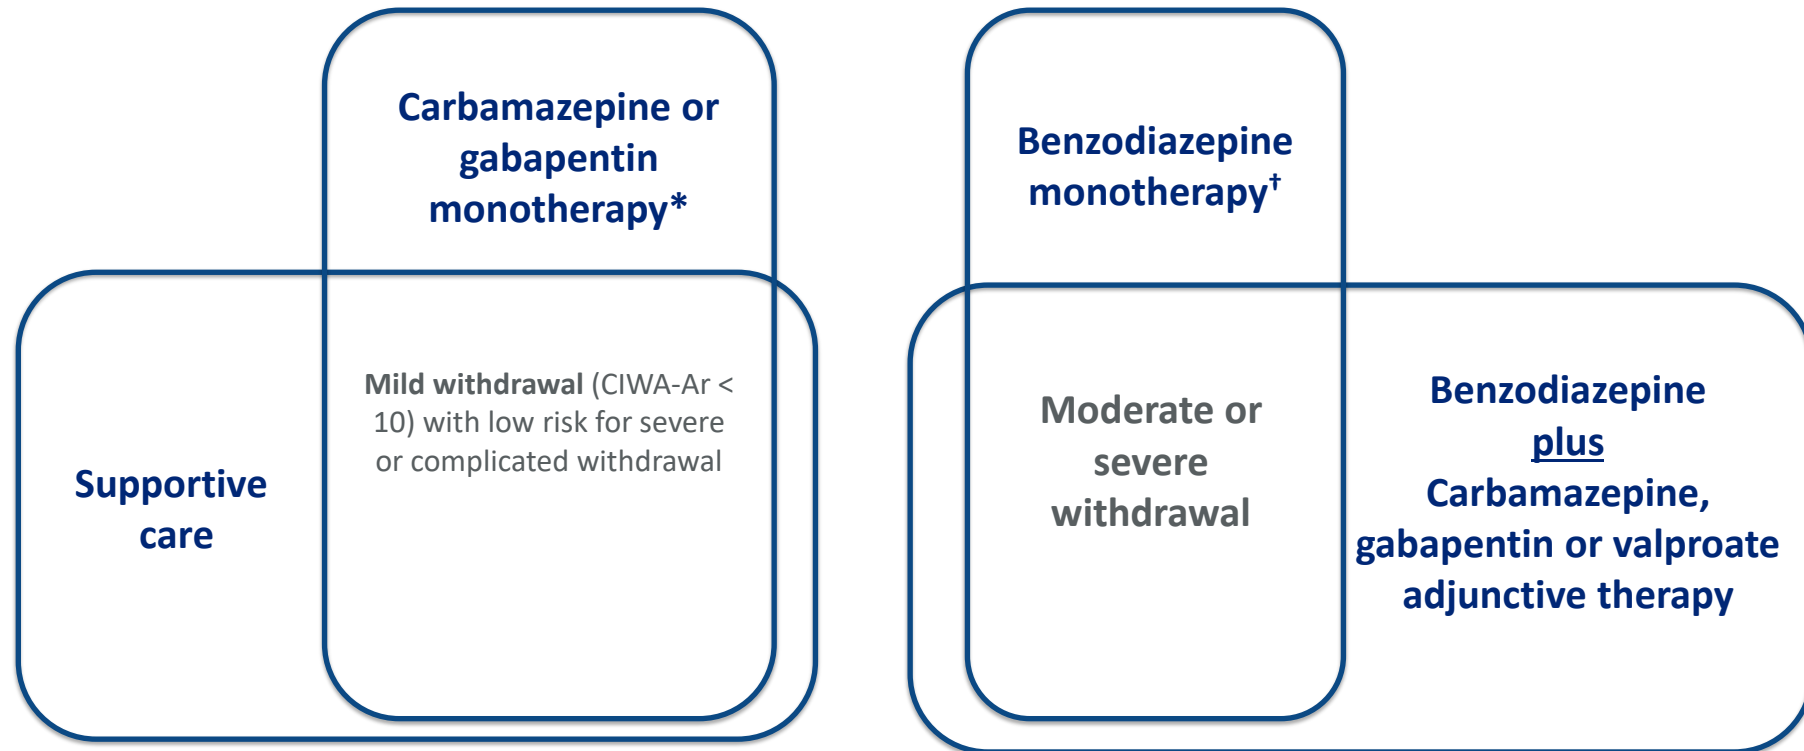 Carbamazepine or
gabapentin
monotherapy*
Supportive
care
Mild withdrawal (CIWA-Ar <
10) with low risk for severe
or complicated withdrawal
Benzodiazepine
monotherapy†
Moderate or
severe
withdrawal
Benzodiazepine
plus
Carbamazepine,
gabapentin or valproate
adjunctive therapy